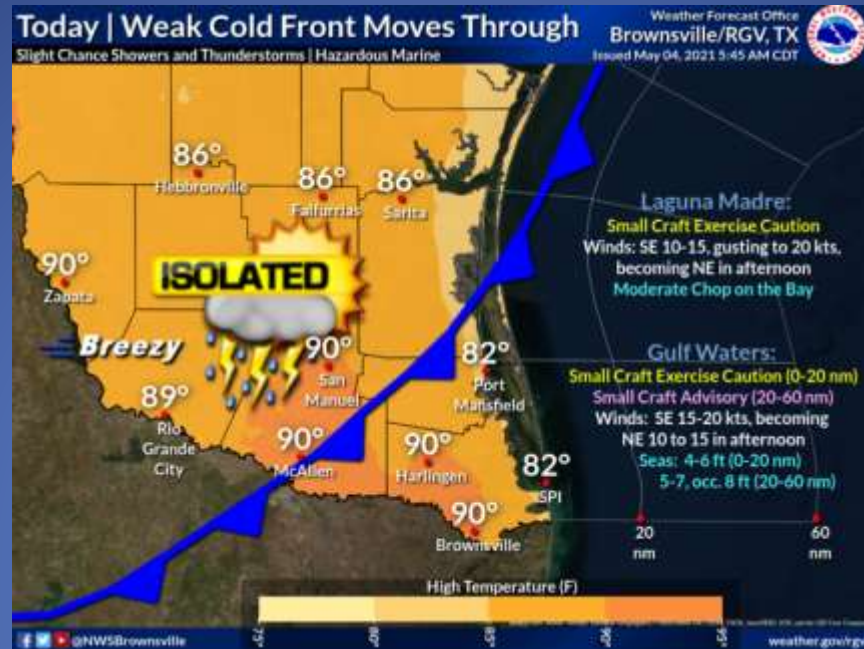 Today | Weak Cold Front Moves Through
Slight Chance Showers and Thunderstorms | Hazardous Marine
Weather Forecast Office
Brownsville/RGV, TX
Issued May 04, 2021 5:45 AM CDT
86°
Hebbronville
86°
Falfurrias
86°
Sarita
90°
Zapata
ISOLATED
Breezy
90°
San
Manuel
82°
Port
Mansfield
89°
Rio
Grande
City
90°
McAllen
90°
Harlingen
82°
SPI
90°
Brownsville
Laguna Madre:
Small Craft Exercise Caution
Winds: SE 10-15, gusting to 20 kts,
becoming NE in afternoon
Moderate Chop on the Bay
Gulf Waters:
Small Craft Exercise Caution (0-20 nm)
Small Craft Advisory (20-60 nm)
Winds: SE 15-20 kts, becoming
NE 10 to 15 in afternoon
Seas: 4-6 ft (0-20 nm)
5-7, occ. 8 ft (20-60 nm)
20
nm
60
nm
High Temperature (F)
75° 80° 85° 90° 95°
@NWSBrownsville
weather.gov/rgv